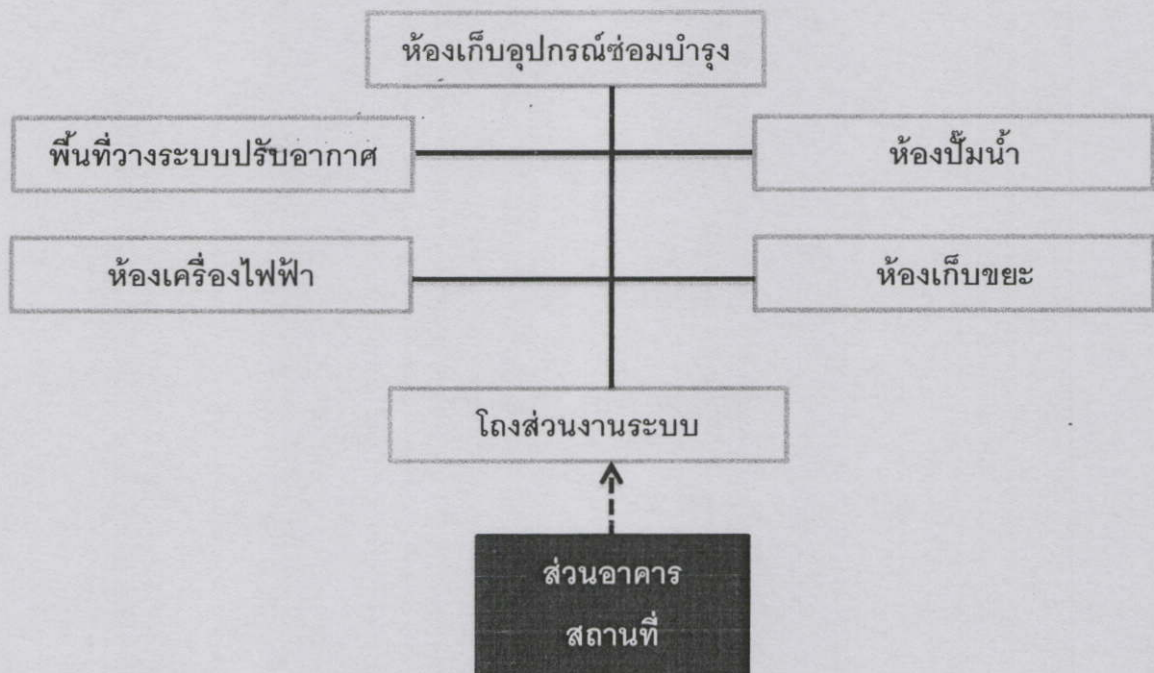 ห้องเก็บอุปกรณ์ซ่อมบำรุง
พื้นที่วางระบบปรับอากาศ
ห้องปั๊มน้ำ
ห้องเครื่องไฟฟ้า
ห้องเก็บขยะ
โถงส่วนงานระบบ
ส่วนอาคาร
สถานที่